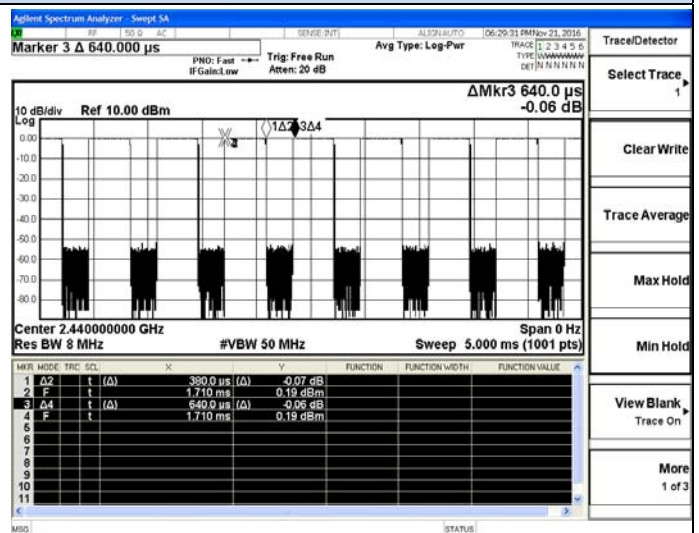 Agilent Spectrum Analyzer - Swept SA
RF 50 Ω AC SENSE:INT ALIGN AUTO 06:29:31 PM Nov 21, 2016
Marker 3 Δ 640.000 µs
PNO: Fast
IFGain:Low
Trig: Free Run
Atten: 20 dB
Avg Type: Log-Pwr
TRACE 1 2 3 4 5 6
TYPE
DET N N N N N N
ΔMkr3 640.0 µs
-0.06 dB
10 dB/div Ref 10.00 dBm
Log
0.00
-10.0
-20.0
-30.0
-40.0
-50.0
-60.0
-70.0
-80.0
1Δ2 3Δ4
Center 2.440000000 GHz Span 0 Hz
Res BW 8 MHz #VBW 50 MHz Sweep 5.000 ms (1001 pts)
MKR MODE TRC SCL X Y FUNCTION FUNCTION WIDTH FUNCTION VALUE
1 Δ2 t (Δ) 380.0 µs (Δ) -0.07 dB
2 F t 1.710 ms 0.19 dBm
3 Δ4 t (Δ) 640.0 µs (Δ) -0.06 dB
4 F t 1.710 ms 0.19 dBm
5
6
7
8
9
10
11
MSG STATUS
Trace/Detector
Select Trace
1
Clear Write
Trace Average
Max Hold
Min Hold
View Blank
Trace On
More
1 of 3